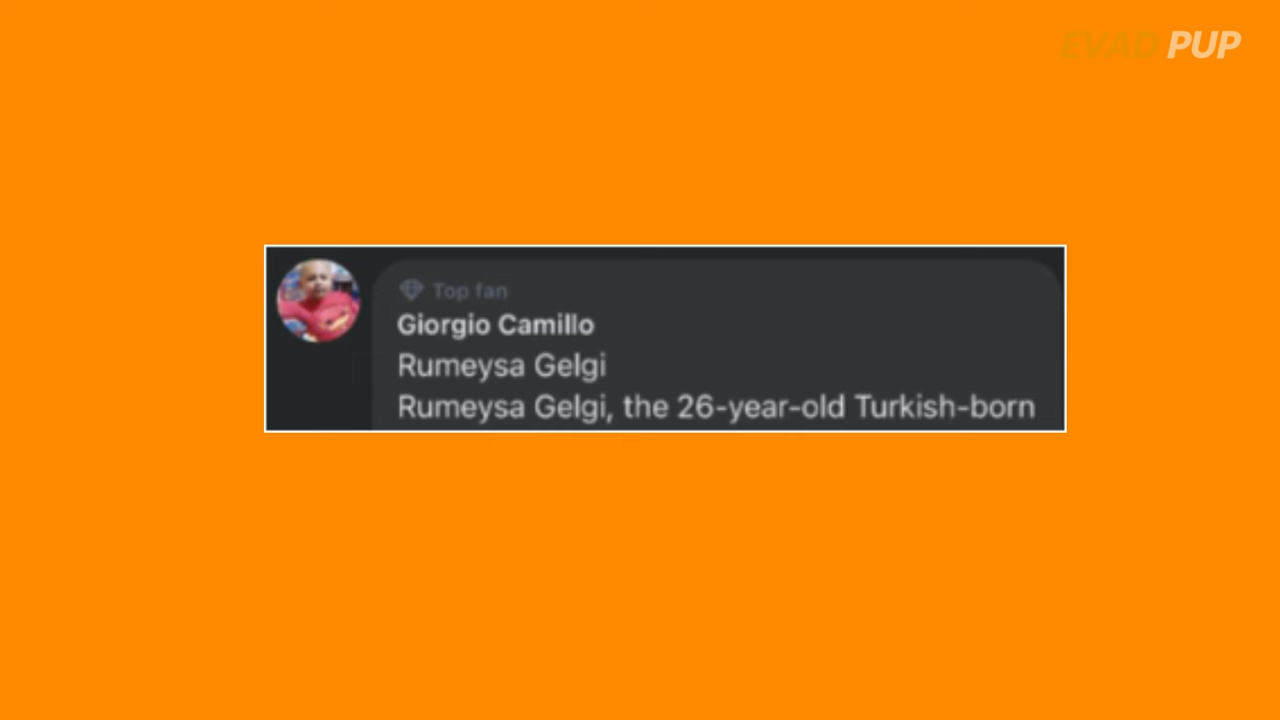 EVAD PUP
Top fan
Giorgio Camillo
Rumeysa Gelgi
Rumeysa Gelgi, the 26-year-old Turkish-born